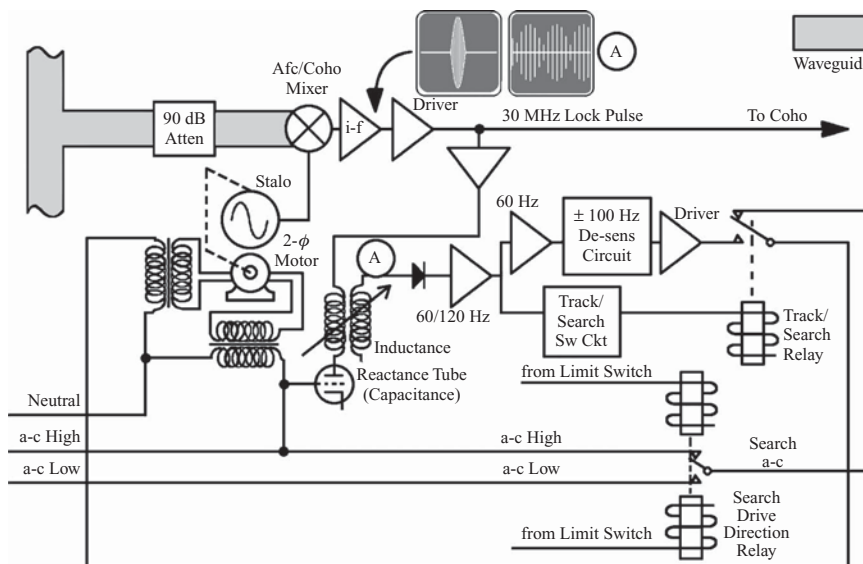 Afc/Coho
Mixer
A
Waveguid
Driver
90 dB
Atten
i-f
30 MHz Lock Pulse
To Coho
Stalo
60 Hz
± 100 Hz
De-sens
Circuit
Driver
2-ϕ
Motor
A
60/120 Hz
Track/
Search
Sw Ckt
Track/
Search
Relay
Inductance
Reactance Tube
(Capacitance)
from Limit Switch
Neutral
a-c High
a-c High
Search
a-c
a-c Low
a-c Low
Search
Drive
Direction
Relay
from Limit Switch